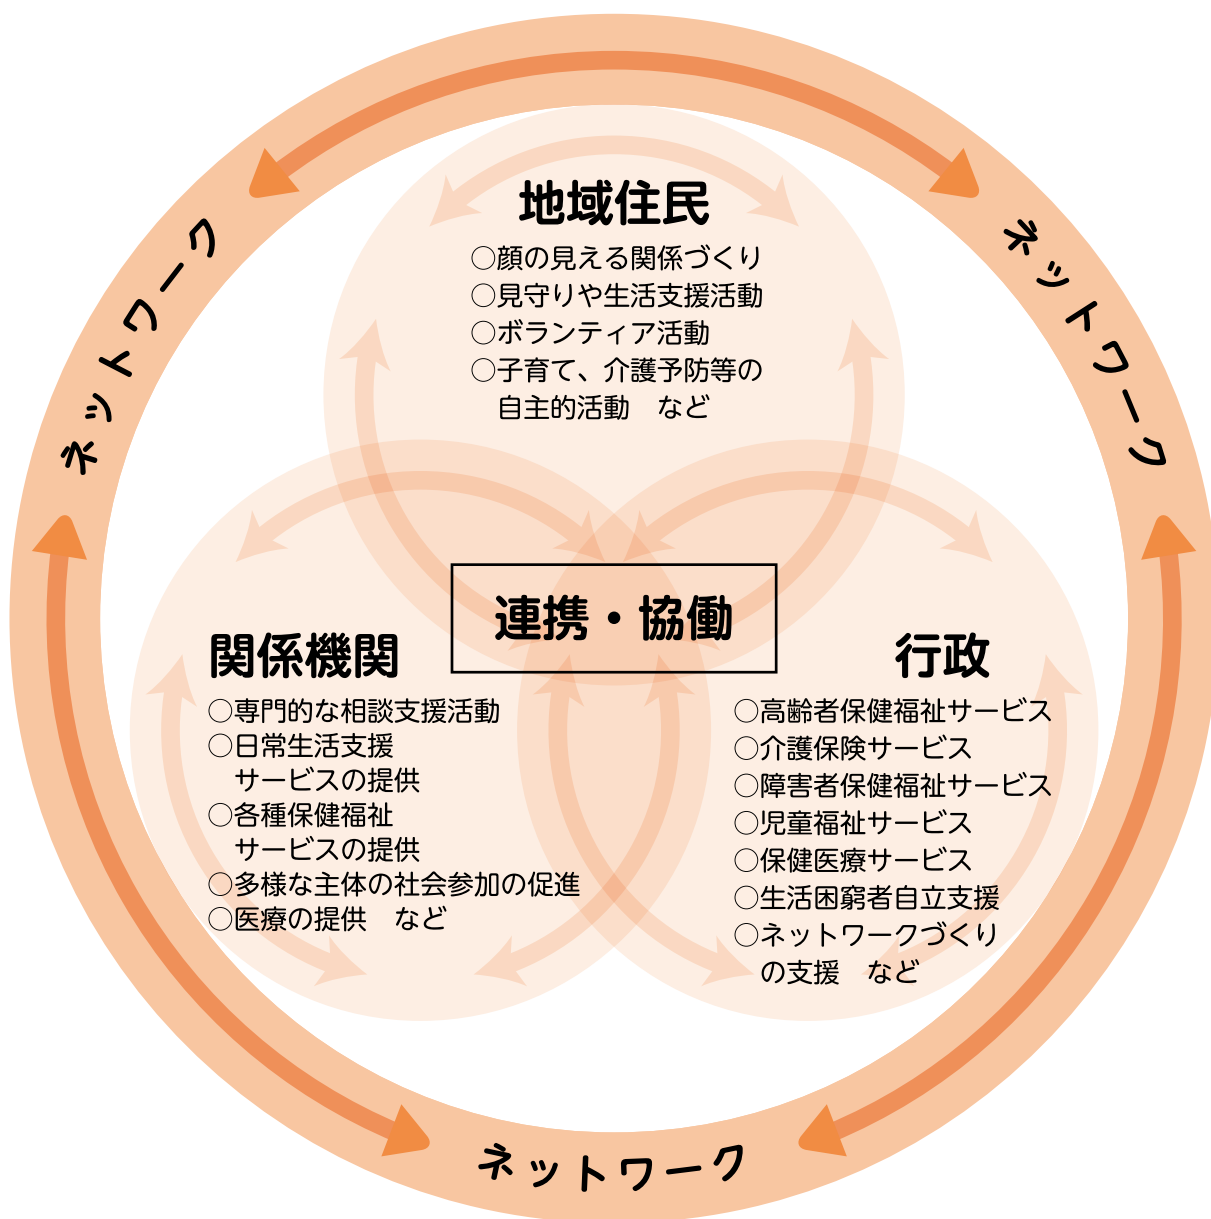 ネットワーク
ネットワーク
地域住民
○顔の見える関係づくり
○見守りや生活支援活動
○ボランティア活動
○子育て、介護予防等の
自主的活動　など
連携・協働
関係機関
○専門的な相談支援活動
○日常生活支援
サービスの提供
○各種保健福祉
サービスの提供
○多様な主体の社会参加の促進
○医療の提供　など
行政
○高齢者保健福祉サービス
○介護保険サービス
○障害者保健福祉サービス
○児童福祉サービス
○保健医療サービス
○生活困窮者自立支援
○ネットワークづくり
の支援　など
ネットワーク